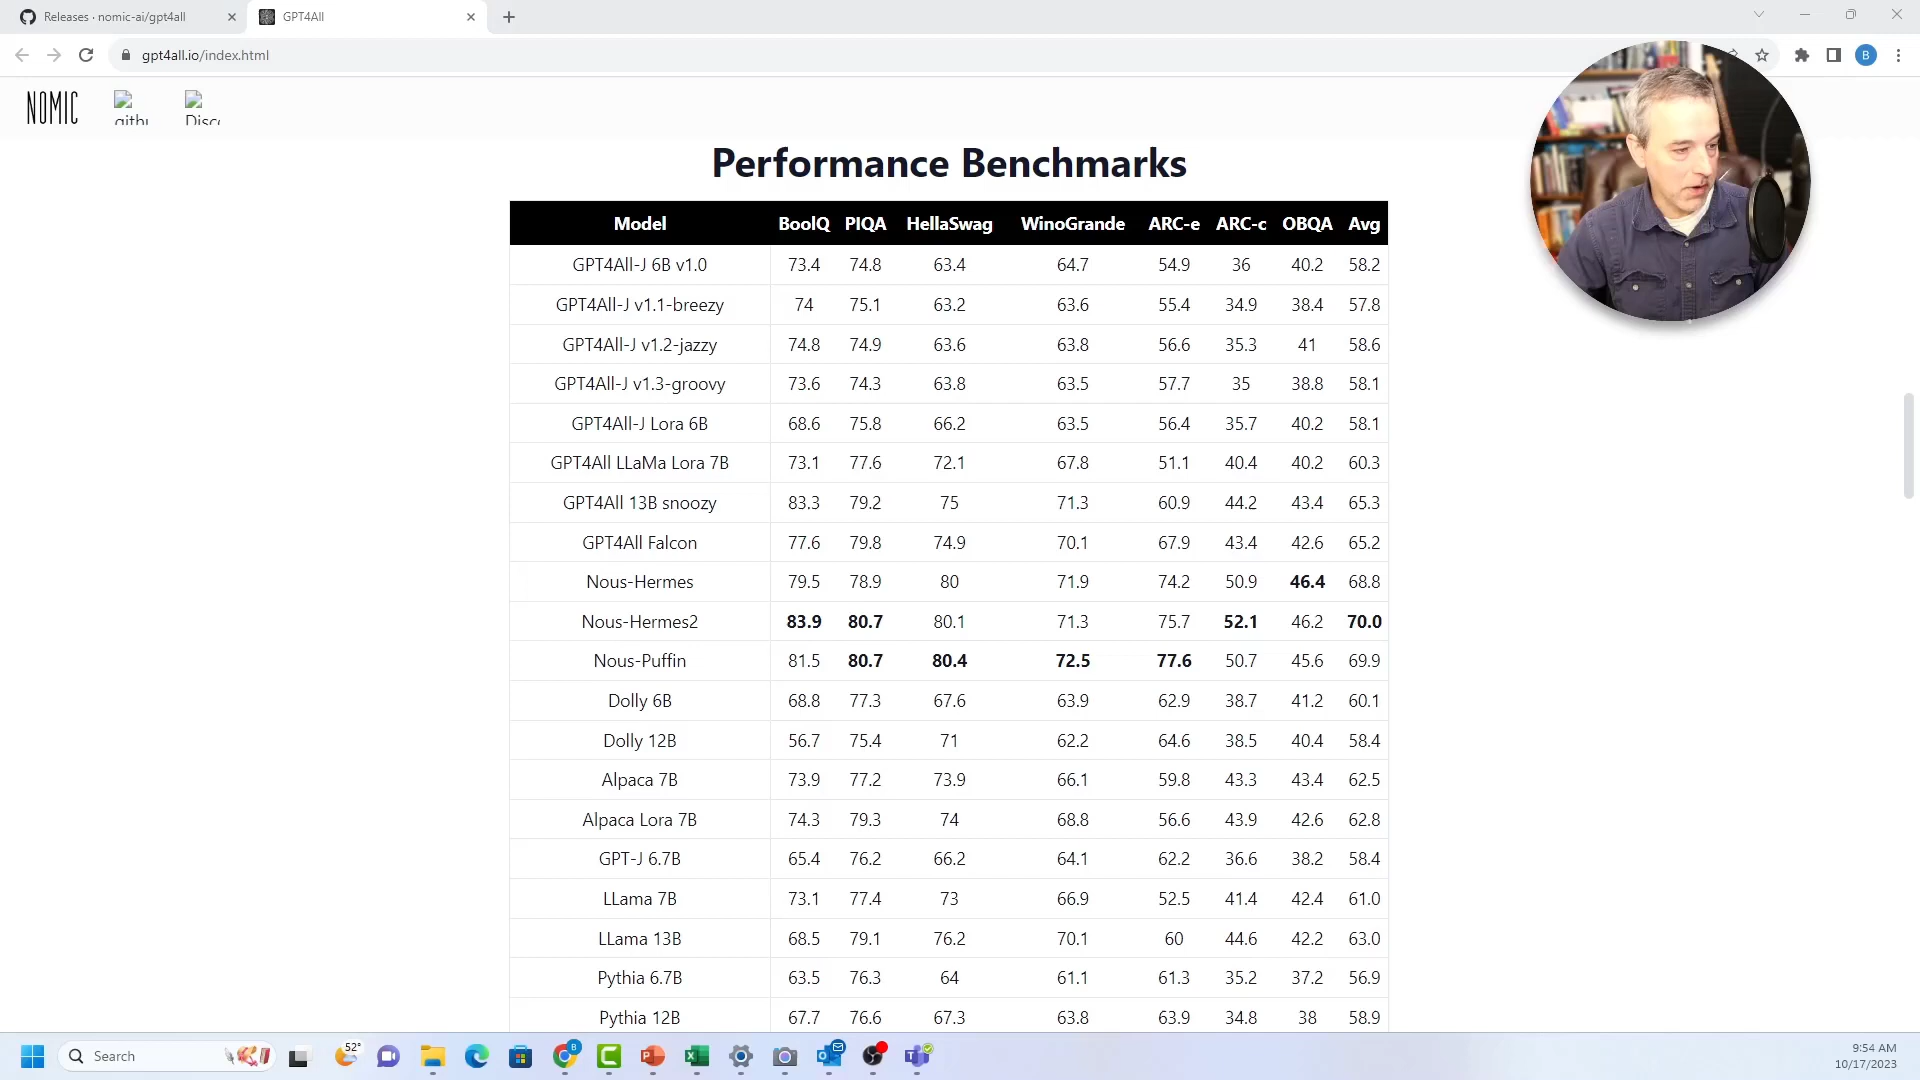 Releases · nomic-ai/gpt4all
GPT4All
gpt4all.io/index.html
B
NOMIC
Performance Benchmarks
Model BoolQ PIQA HellaSwag WinoGrande ARC-e ARC-c OBQA Avg
GPT4All-J 6B v1.0 73.4 74.8 63.4 64.7 54.9 36 40.2 58.2
GPT4All-J v1.1-breezy 74 75.1 63.2 63.6 55.4 34.9 38.4 57.8
GPT4All-J v1.2-jazzy 74.8 74.9 63.6 63.8 56.6 35.3 41 58.6
GPT4All-J v1.3-groovy 73.6 74.3 63.8 63.5 57.7 35 38.8 58.1
GPT4All-J Lora 6B 68.6 75.8 66.2 63.5 56.4 35.7 40.2 58.1
GPT4All LLaMa Lora 7B 73.1 77.6 72.1 67.8 51.1 40.4 40.2 60.3
GPT4All 13B snoozy 83.3 79.2 75 71.3 60.9 44.2 43.4 65.3
GPT4All Falcon 77.6 79.8 74.9 70.1 67.9 43.4 42.6 65.2
Nous-Hermes 79.5 78.9 80 71.9 74.2 50.9 46.4 68.8
Nous-Hermes2 83.9 80.7 80.1 71.3 75.7 52.1 46.2 70.0
Nous-Puffin 81.5 80.7 80.4 72.5 77.6 50.7 45.6 69.9
Dolly 6B 68.8 77.3 67.6 63.9 62.9 38.7 41.2 60.1
Dolly 12B 56.7 75.4 71 62.2 64.6 38.5 40.4 58.4
Alpaca 7B 73.9 77.2 73.9 66.1 59.8 43.3 43.4 62.5
Alpaca Lora 7B 74.3 79.3 74 68.8 56.6 43.9 42.6 62.8
GPT-J 6.7B 65.4 76.2 66.2 64.1 62.2 36.6 38.2 58.4
LLama 7B 73.1 77.4 73 66.9 52.5 41.4 42.4 61.0
LLama 13B 68.5 79.1 76.2 70.1 60 44.6 42.2 63.0
Pythia 6.7B 63.5 76.3 64 61.1 61.3 35.2 37.2 56.9
Pythia 12B 67.7 76.6 67.3 63.8 63.9 34.8 38 58.9
Search
52°
9:54 AM
10/17/2023